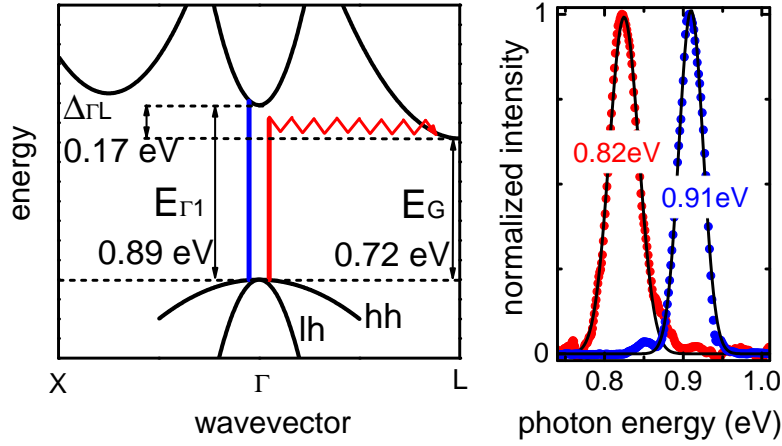 energy
ΔΓL
0.17 eV
EΓ1
0.89 eV
EG
0.72 eV
lh
hh
X
Γ
L
wavevector
normalized intensity
1
0
0.82eV
0.91eV
0.8
0.9
1.0
photon energy (eV)